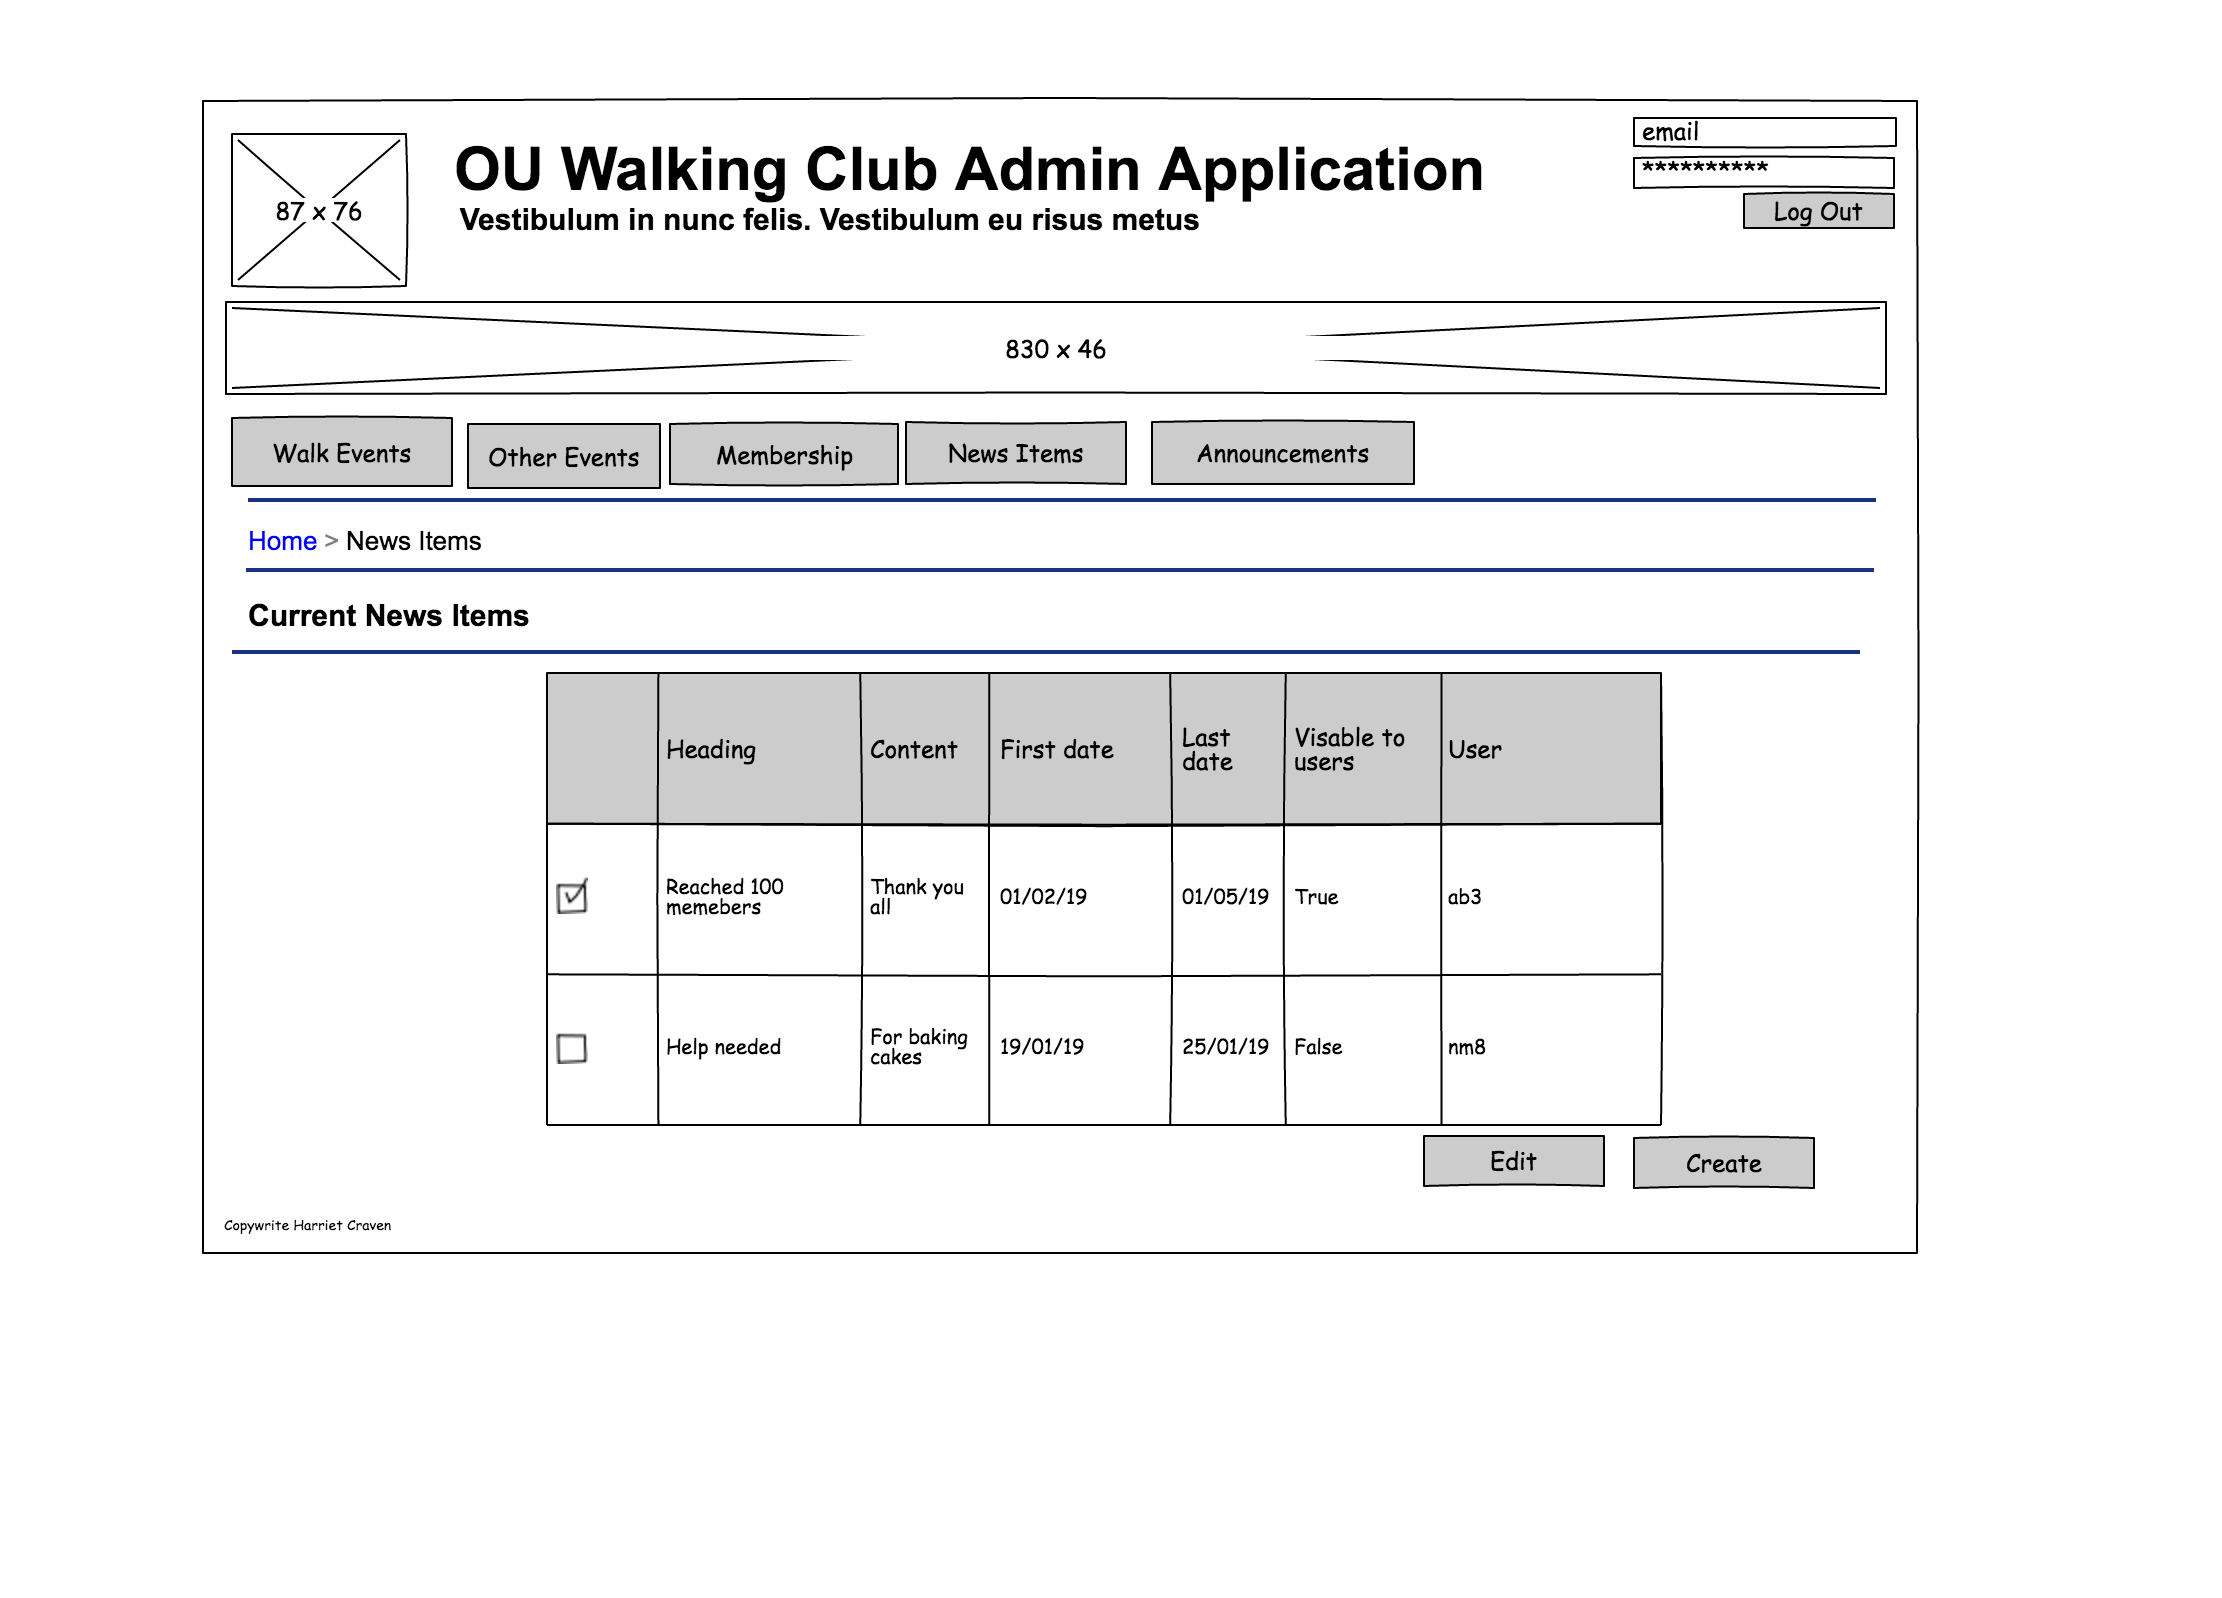 87 x 76
OU Walking Club Admin Application
Vestibulum in nunc felis. Vestibulum eu risus metus
email
**********
Log Out
830 x 46
Walk Events
Other Events
Membership
News Items
Announcements
Home > News Items
Current News Items
Heading
Content
First date
Last
date
Visable to
users
User
Reached 100
memebers
Thank you
all
01/02/19
01/05/19
True
ab3
Help needed
For baking
cakes
19/01/19
25/01/19
False
nm8
Edit
Create
Copywrite Harriet Craven